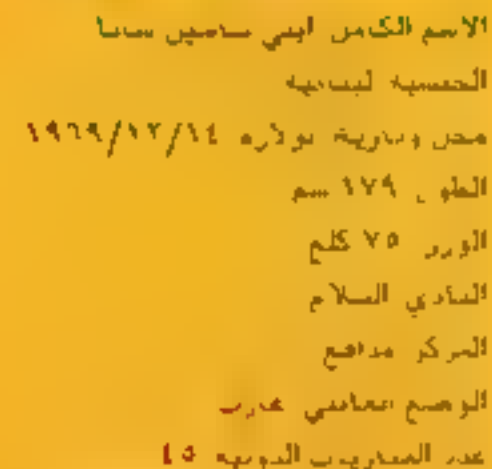 الاسم الكامل
الجنسية لبنانية
محل وتاريخ الولادة ١٩٦٩/١٢/١٤
الطول ١٧٩ سم
الوزن ٧٥ كلغ
النادي السلام
المركز مدافع
الوضع العائلي عازب
عدد المباريات الدولية